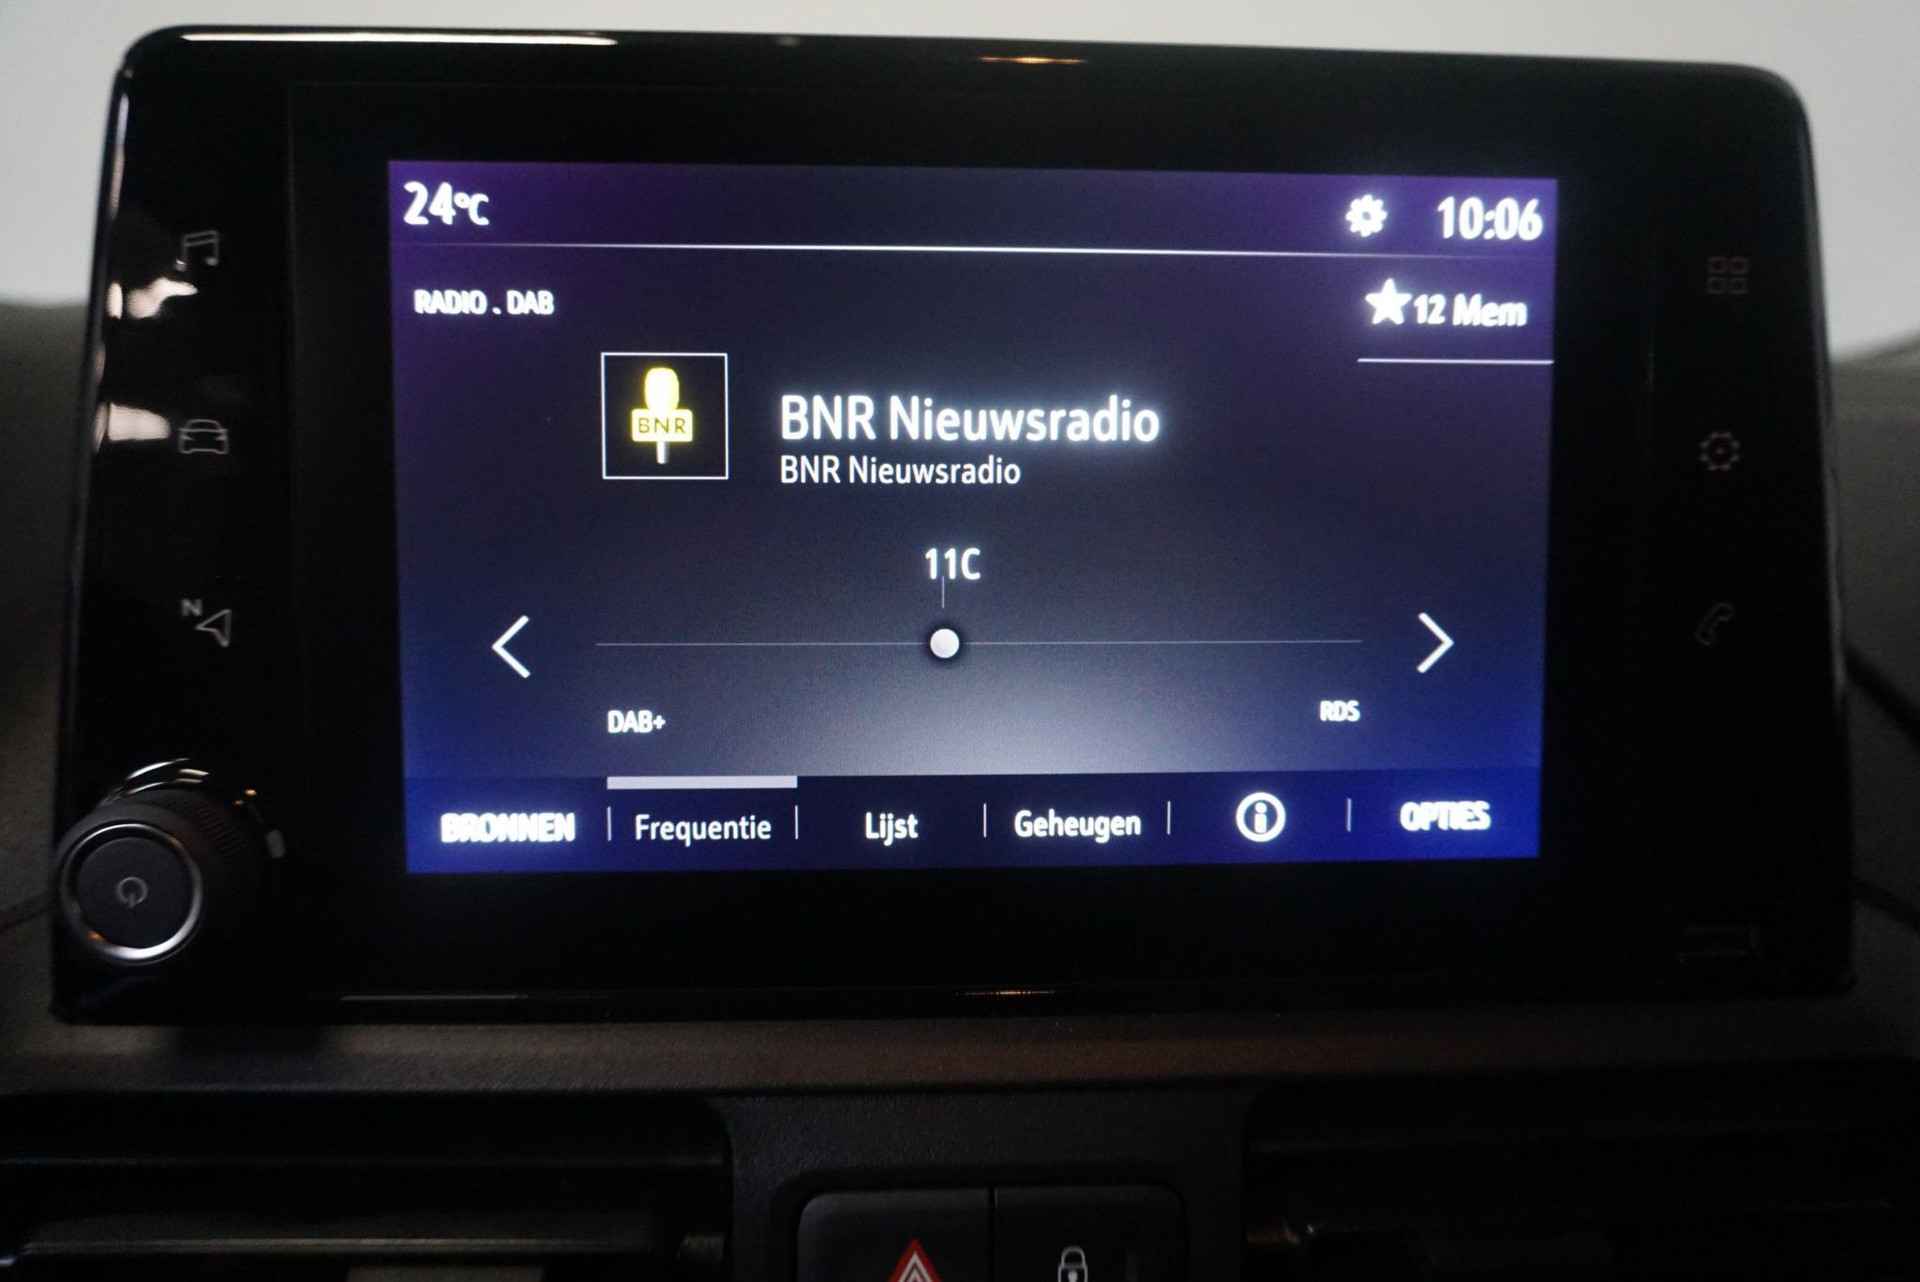 24°C 10:06
RADIO . DAB ★12 Mem
BNR
BNR Nieuwsradio
BNR Nieuwsradio
11C
DAB+ RDS
BRONNEN Frequentie Lijst Geheugen i OPTIES
N